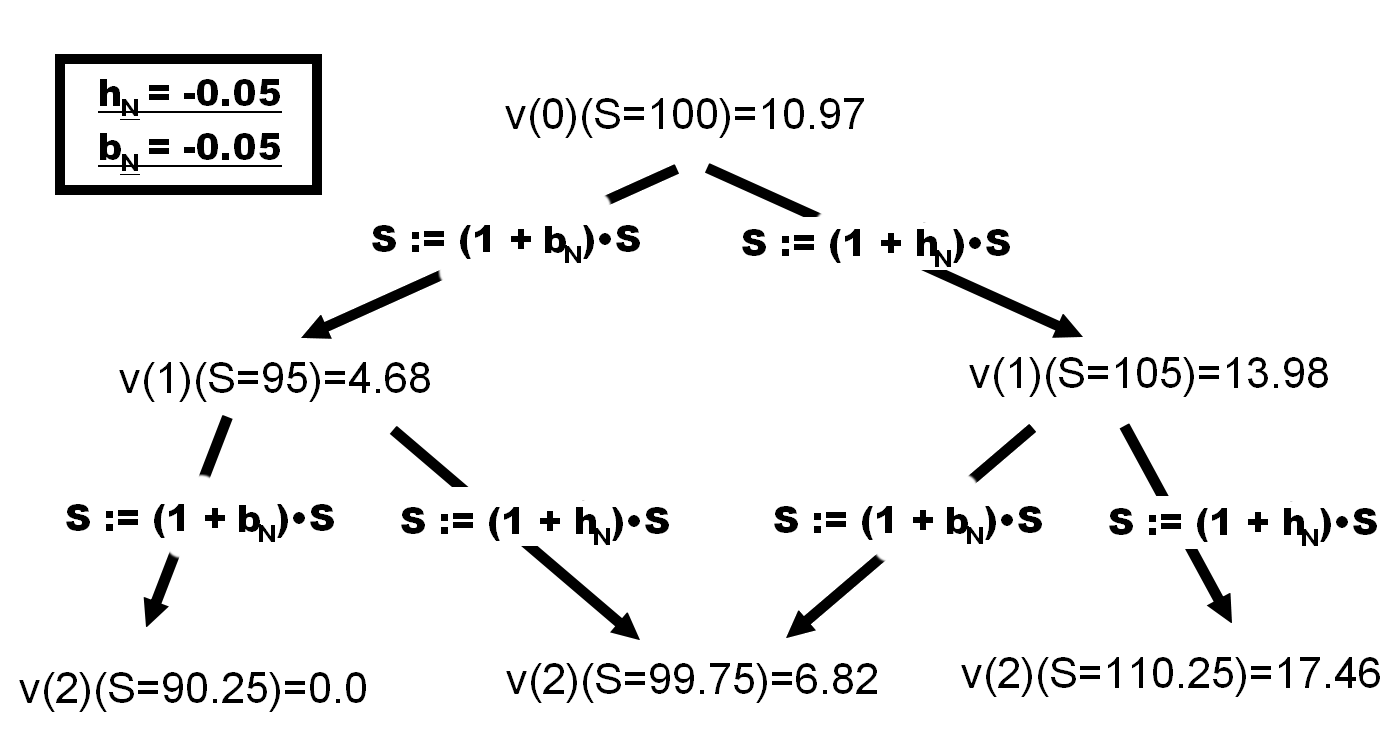 h_N = -0.05
b_N = -0.05
v(0)(S=100)=10.97
S := (1 + b_N)•S
S := (1 + h_N)•S
v(1)(S=95)=4.68
v(1)(S=105)=13.98
S := (1 + b_N)•S
S := (1 + h_N)•S
S := (1 + b_N)•S
S := (1 + h_N)•S
v(2)(S=90.25)=0.0
v(2)(S=99.75)=6.82
v(2)(S=110.25)=17.46